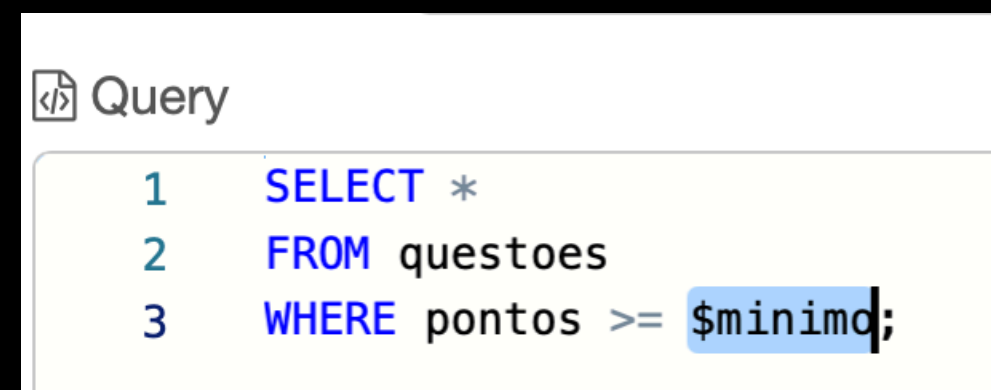 Query
1 SELECT *
2 FROM questoes
3 WHERE pontos >= $minimo;